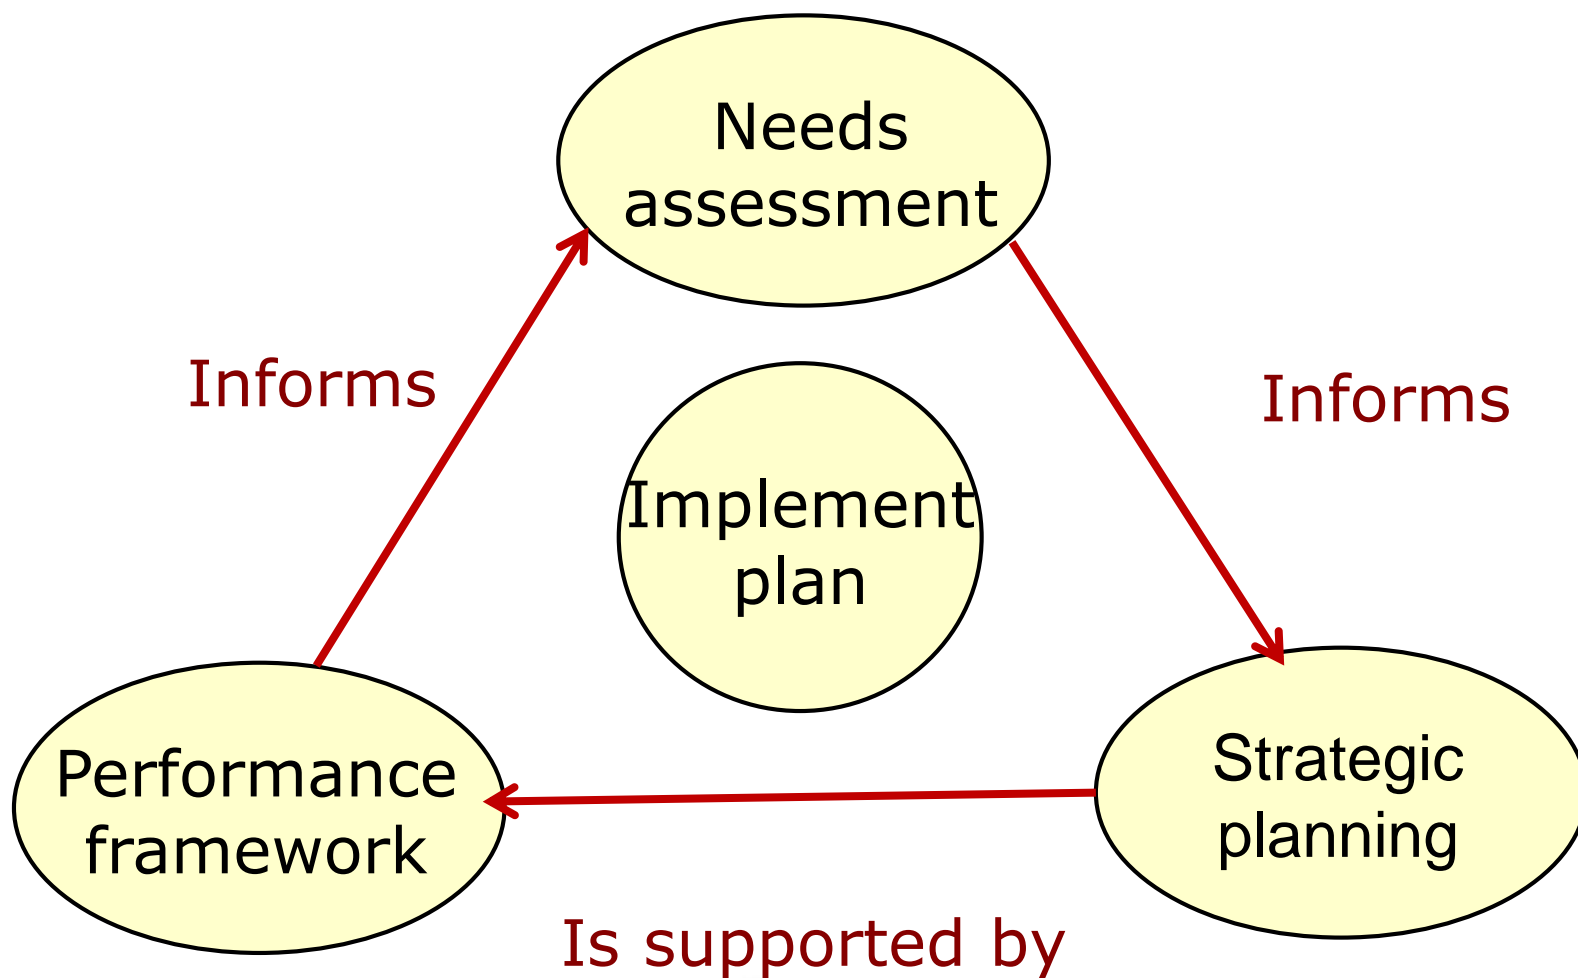 Needs
assessment
Informs
Informs
Implement
plan
Performance
framework
Strategic
planning
Is supported by